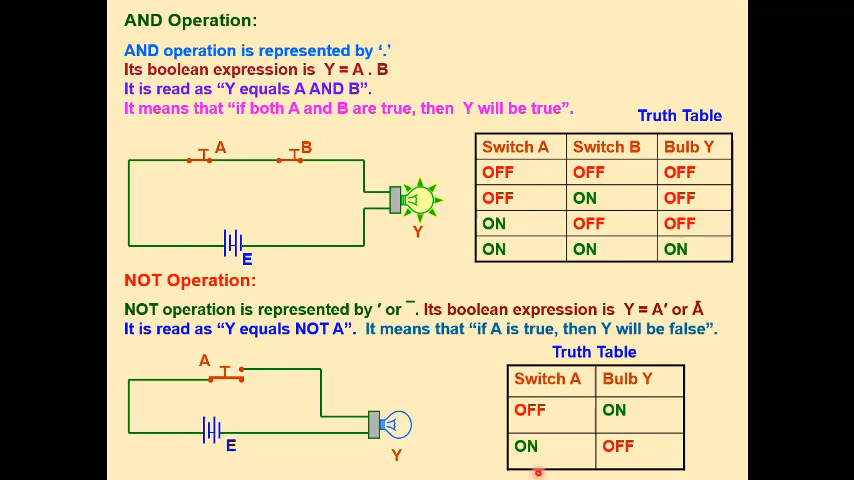 AND Operation:
AND operation is represented by ‘.’
Its boolean expression is Y = A . B
It is read as “Y equals A AND B”.
It means that “if both A and B are true, then Y will be true”.
Truth Table
Switch A Switch B Bulb Y
OFF OFF OFF
OFF ON OFF
ON OFF OFF
ON ON ON
A
B
Y
E
NOT Operation:
NOT operation is represented by ′ or ¯. Its boolean expression is Y = A′ or Ā
It is read as “Y equals NOT A”. It means that “if A is true, then Y will be false”.
Truth Table
Switch A Bulb Y
OFF ON
ON OFF
A
E
Y